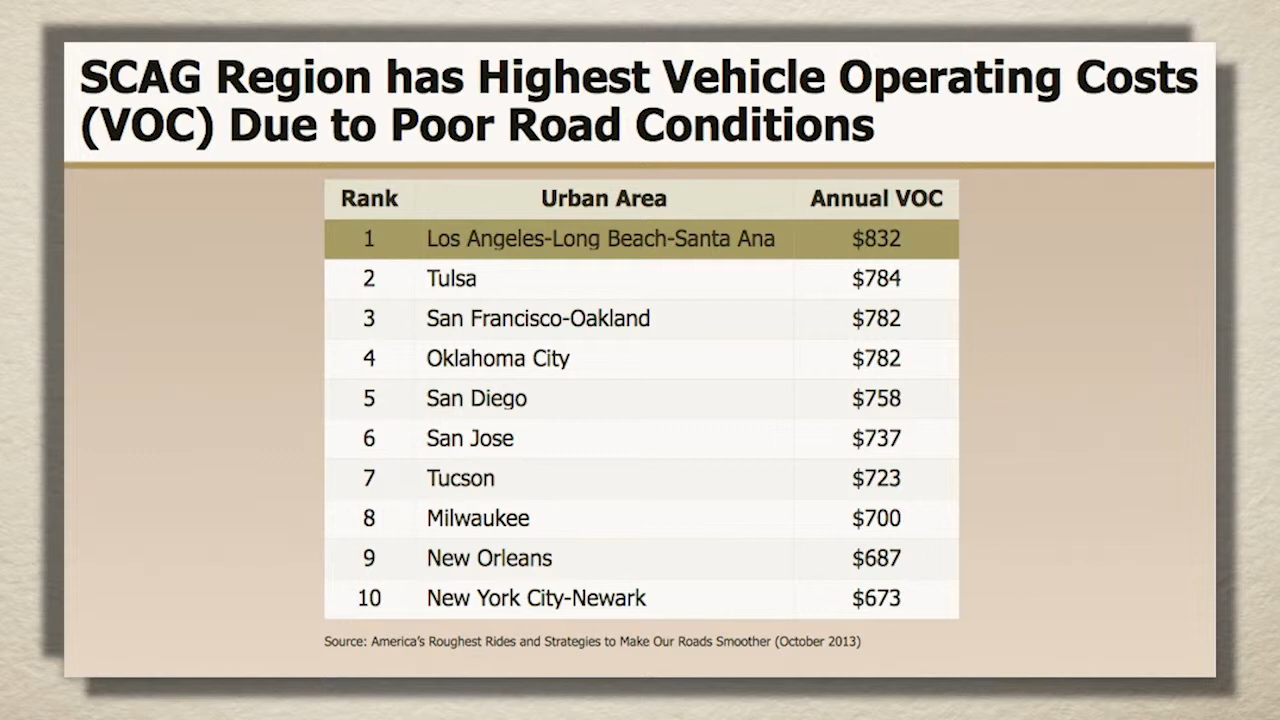 SCAG Region has Highest Vehicle Operating Costs
(VOC) Due to Poor Road Conditions
Rank Urban Area Annual VOC
1 Los Angeles-Long Beach-Santa Ana $832
2 Tulsa $784
3 San Francisco-Oakland $782
4 Oklahoma City $782
5 San Diego $758
6 San Jose $737
7 Tucson $723
8 Milwaukee $700
9 New Orleans $687
10 New York City-Newark $673
Source: America's Roughest Rides and Strategies to Make Our Roads Smoother (October 2013)